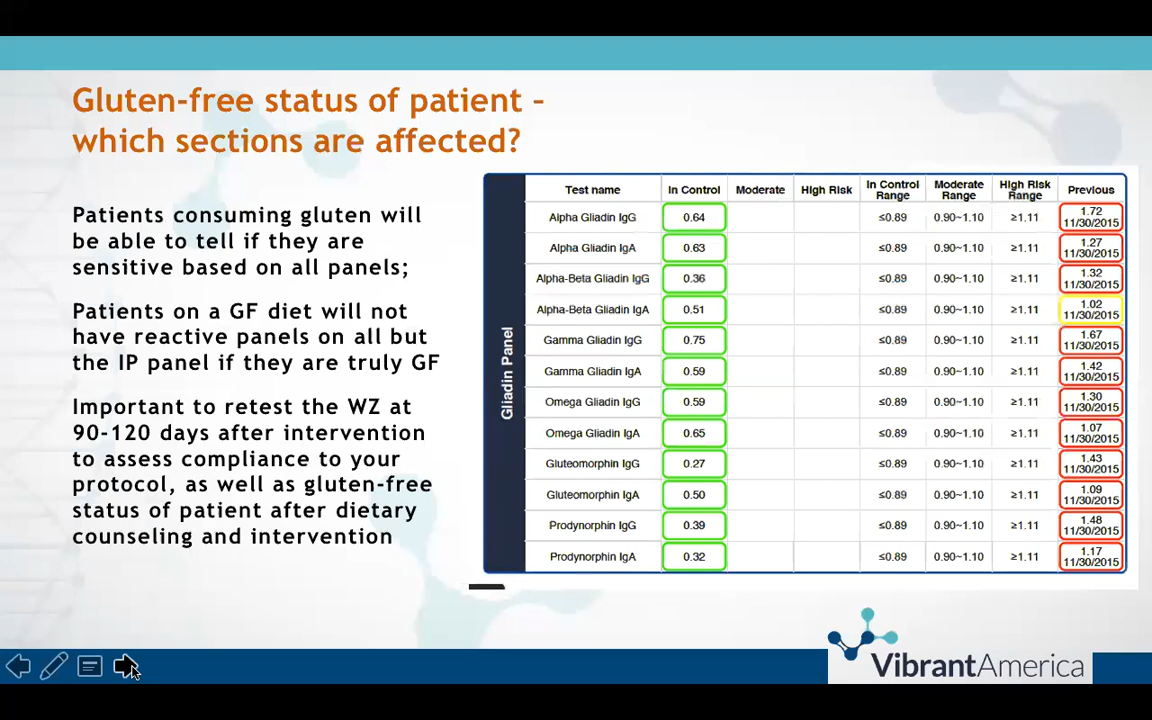 Gluten-free status of patient –
which sections are affected?
Patients consuming gluten will
be able to tell if they are
sensitive based on all panels;
Patients on a GF diet will not
have reactive panels on all but
the IP panel if they are truly GF
Important to retest the WZ at
90-120 days after intervention
to assess compliance to your
protocol, as well as gluten-free
status of patient after dietary
counseling and intervention
Gliadin Panel
Test name In Control Moderate High Risk In Control Range Moderate Range High Risk Range Previous
Alpha Gliadin IgG 0.64 ≤0.89 0.90~1.10 ≥1.11 1.72 11/30/2015
Alpha Gliadin IgA 0.63 ≤0.89 0.90~1.10 ≥1.11 1.27 11/30/2015
Alpha-Beta Gliadin IgG 0.36 ≤0.89 0.90~1.10 ≥1.11 1.32 11/30/2015
Alpha-Beta Gliadin IgA 0.51 ≤0.89 0.90~1.10 ≥1.11 1.02 11/30/2015
Gamma Gliadin IgG 0.75 ≤0.89 0.90~1.10 ≥1.11 1.67 11/30/2015
Gamma Gliadin IgA 0.59 ≤0.89 0.90~1.10 ≥1.11 1.42 11/30/2015
Omega Gliadin IgG 0.59 ≤0.89 0.90~1.10 ≥1.11 1.30 11/30/2015
Omega Gliadin IgA 0.65 ≤0.89 0.90~1.10 ≥1.11 1.07 11/30/2015
Gluteomorphin IgG 0.27 ≤0.89 0.90~1.10 ≥1.11 1.43 11/30/2015
Gluteomorphin IgA 0.50 ≤0.89 0.90~1.10 ≥1.11 1.09 11/30/2015
Prodynorphin IgG 0.39 ≤0.89 0.90~1.10 ≥1.11 1.48 11/30/2015
Prodynorphin IgA 0.32 ≤0.89 0.90~1.10 ≥1.11 1.17 11/30/2015
VibrantAmerica